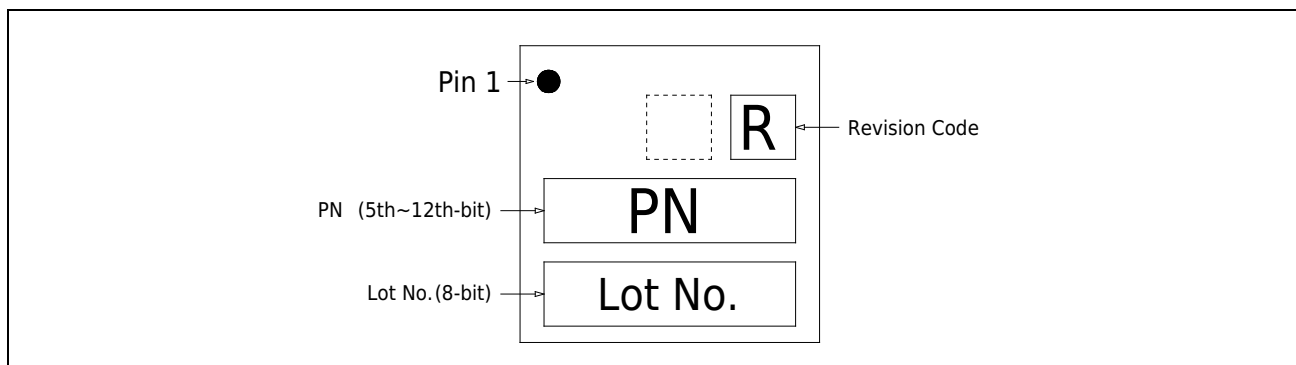 Pin 1
R
Revision Code
PN (5th~12th-bit)
PN
Lot No.(8-bit)
Lot No.